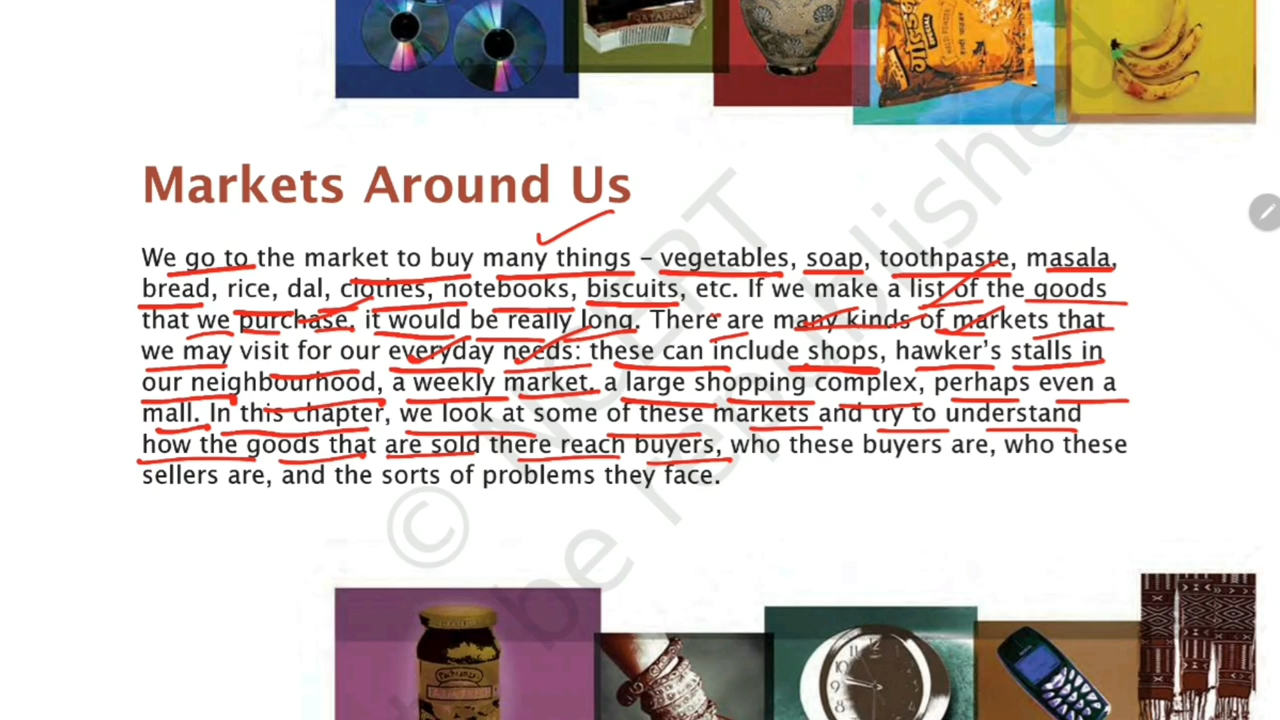 Markets Around Us
We go to the market to buy many things – vegetables, soap, toothpaste, masala,
bread, rice, dal, clothes, notebooks, biscuits, etc. If we make a list of the goods
that we purchase, it would be really long. There are many kinds of markets that
we may visit for our everyday needs: these can include shops, hawker's stalls in
our neighbourhood, a weekly market, a large shopping complex, perhaps even a
mall. In this chapter, we look at some of these markets and try to understand
how the goods that are sold there reach buyers, who these buyers are, who these
sellers are, and the sorts of problems they face.
© NCERT
be republished